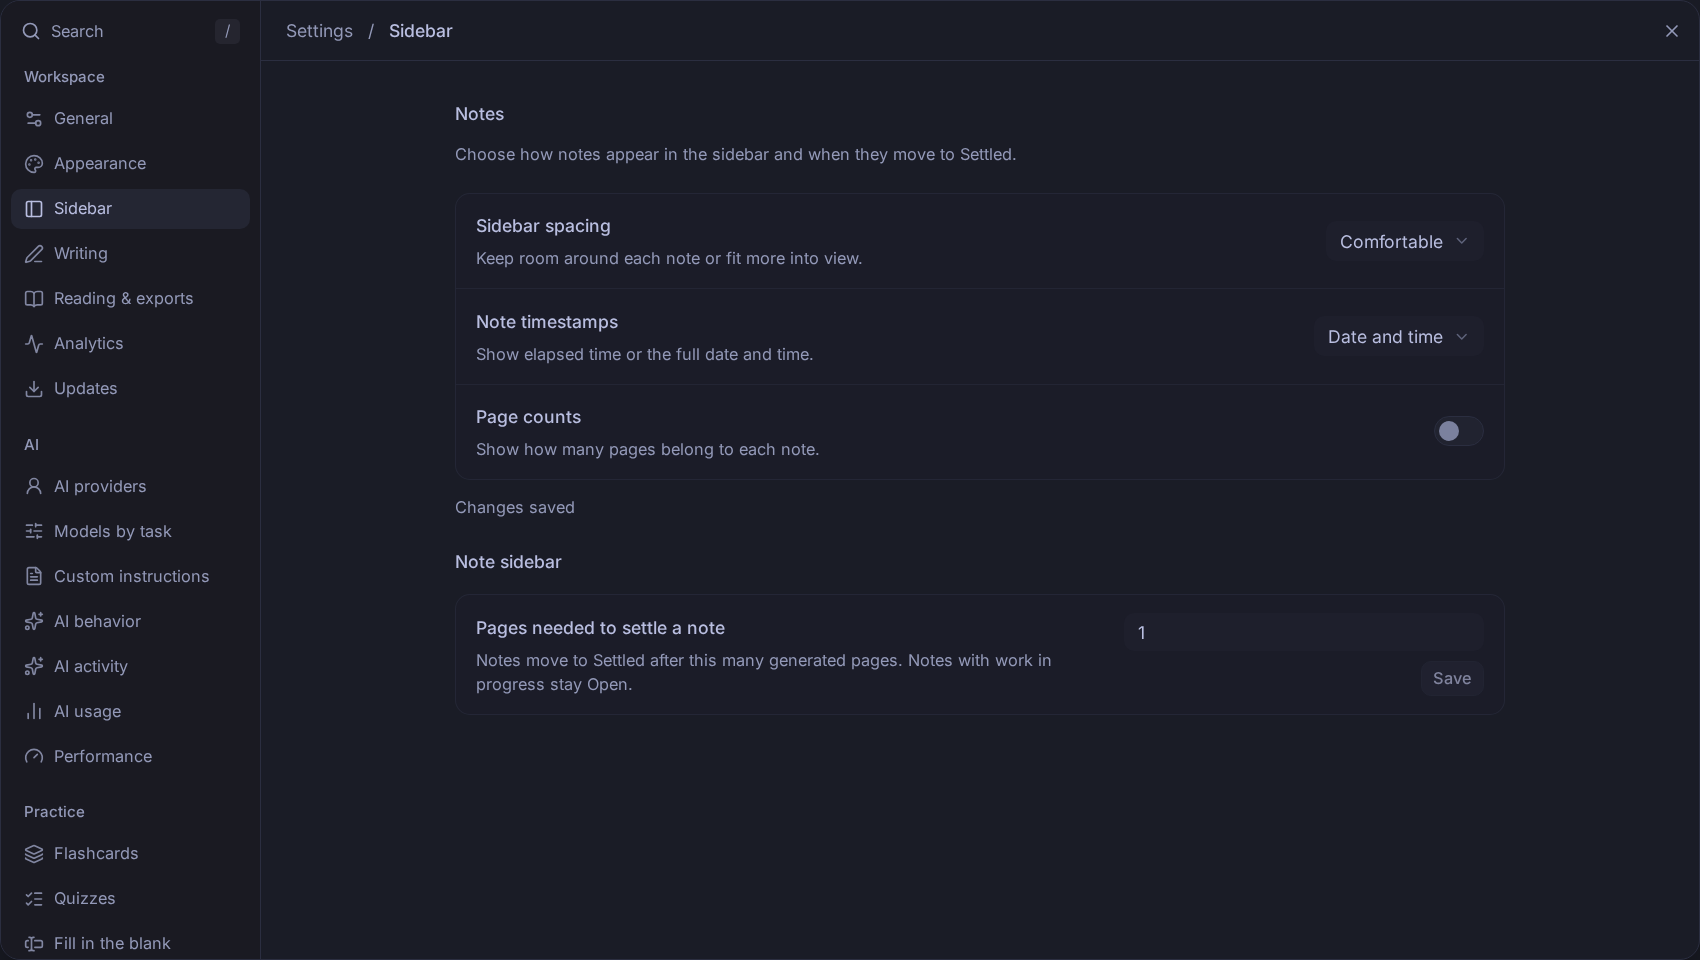 Search
/
Workspace
General
Appearance
Sidebar
Writing
Reading & exports
Analytics
Updates
AI
AI providers
Models by task
Custom instructions
AI behavior
AI activity
AI usage
Performance
Practice
Flashcards
Quizzes
Fill in the blank
Settings / Sidebar
Notes
Choose how notes appear in the sidebar and when they move to Settled.
Sidebar spacing
Keep room around each note or fit more into view.
Comfortable
Note timestamps
Show elapsed time or the full date and time.
Date and time
Page counts
Show how many pages belong to each note.
Changes saved
Note sidebar
Pages needed to settle a note
Notes move to Settled after this many generated pages. Notes with work in
progress stay Open.
1
Save